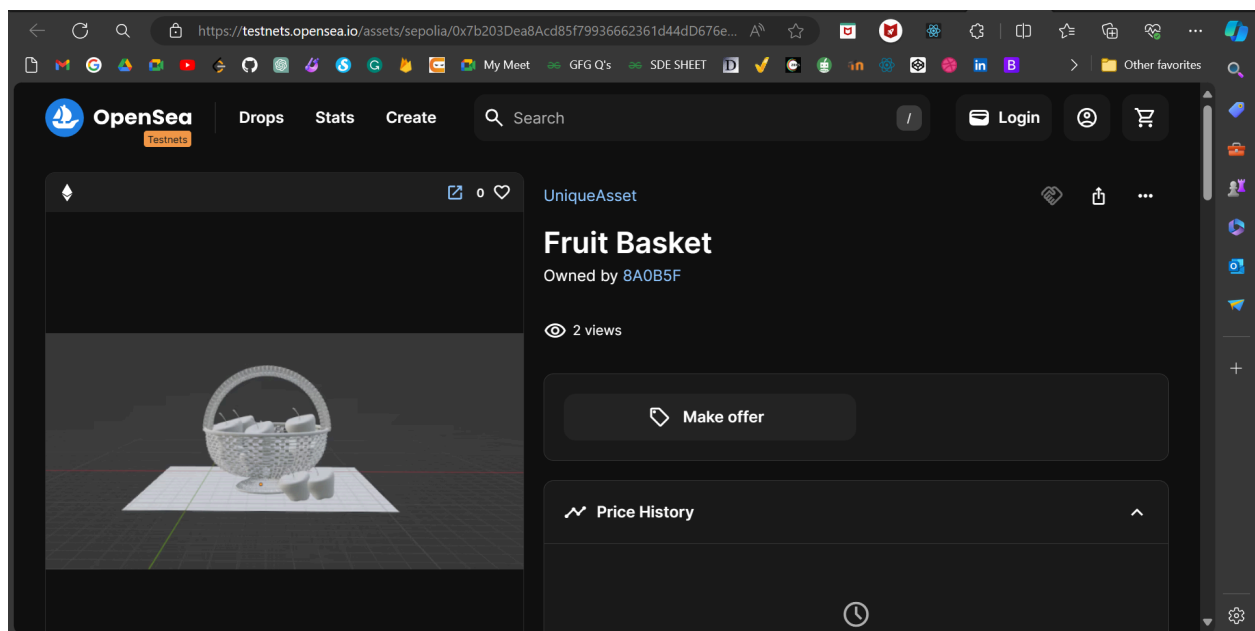 https://testnets.opensea.io/assets/sepolia/0x7b203Dea8Acd85f79936662361d44dD676e...
My Meet GFG Q's SDE SHEET Other favorites
OpenSea
Testnets
Drops Stats Create Search / Login
0
UniqueAsset
Fruit Basket
Owned by 8A0B5F
2 views
Make offer
Price History